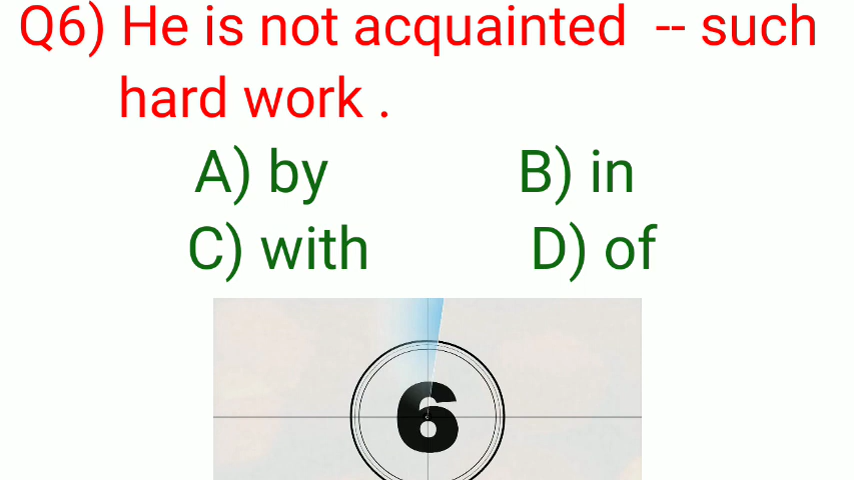 Q6) He is not acquainted -- such
hard work .
A) by B) in
C) with D) of
6